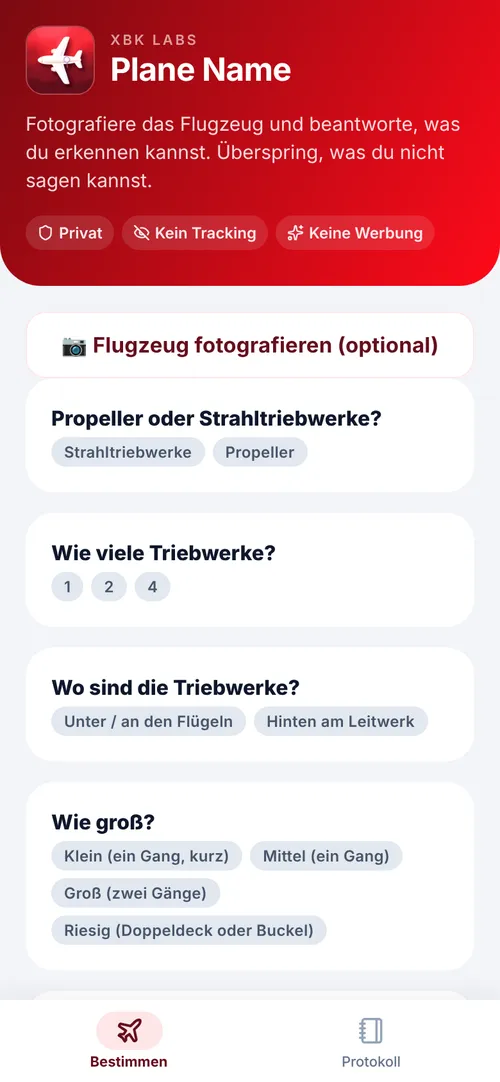 XBK LABS
Plane Name
Fotografiere das Flugzeug und beantworte, was
du erkennen kannst. Überspring, was du nicht
sagen kannst.
Privat
Kein Tracking
Keine Werbung
Flugzeug fotografieren (optional)
Propeller oder Strahltriebwerke?
Strahltriebwerke
Propeller
Wie viele Triebwerke?
1
2
4
Wo sind die Triebwerke?
Unter / an den Flügeln
Hinten am Leitwerk
Wie groß?
Klein (ein Gang, kurz)
Mittel (ein Gang)
Groß (zwei Gänge)
Riesig (Doppeldeck oder Buckel)
Bestimmen
Protokoll